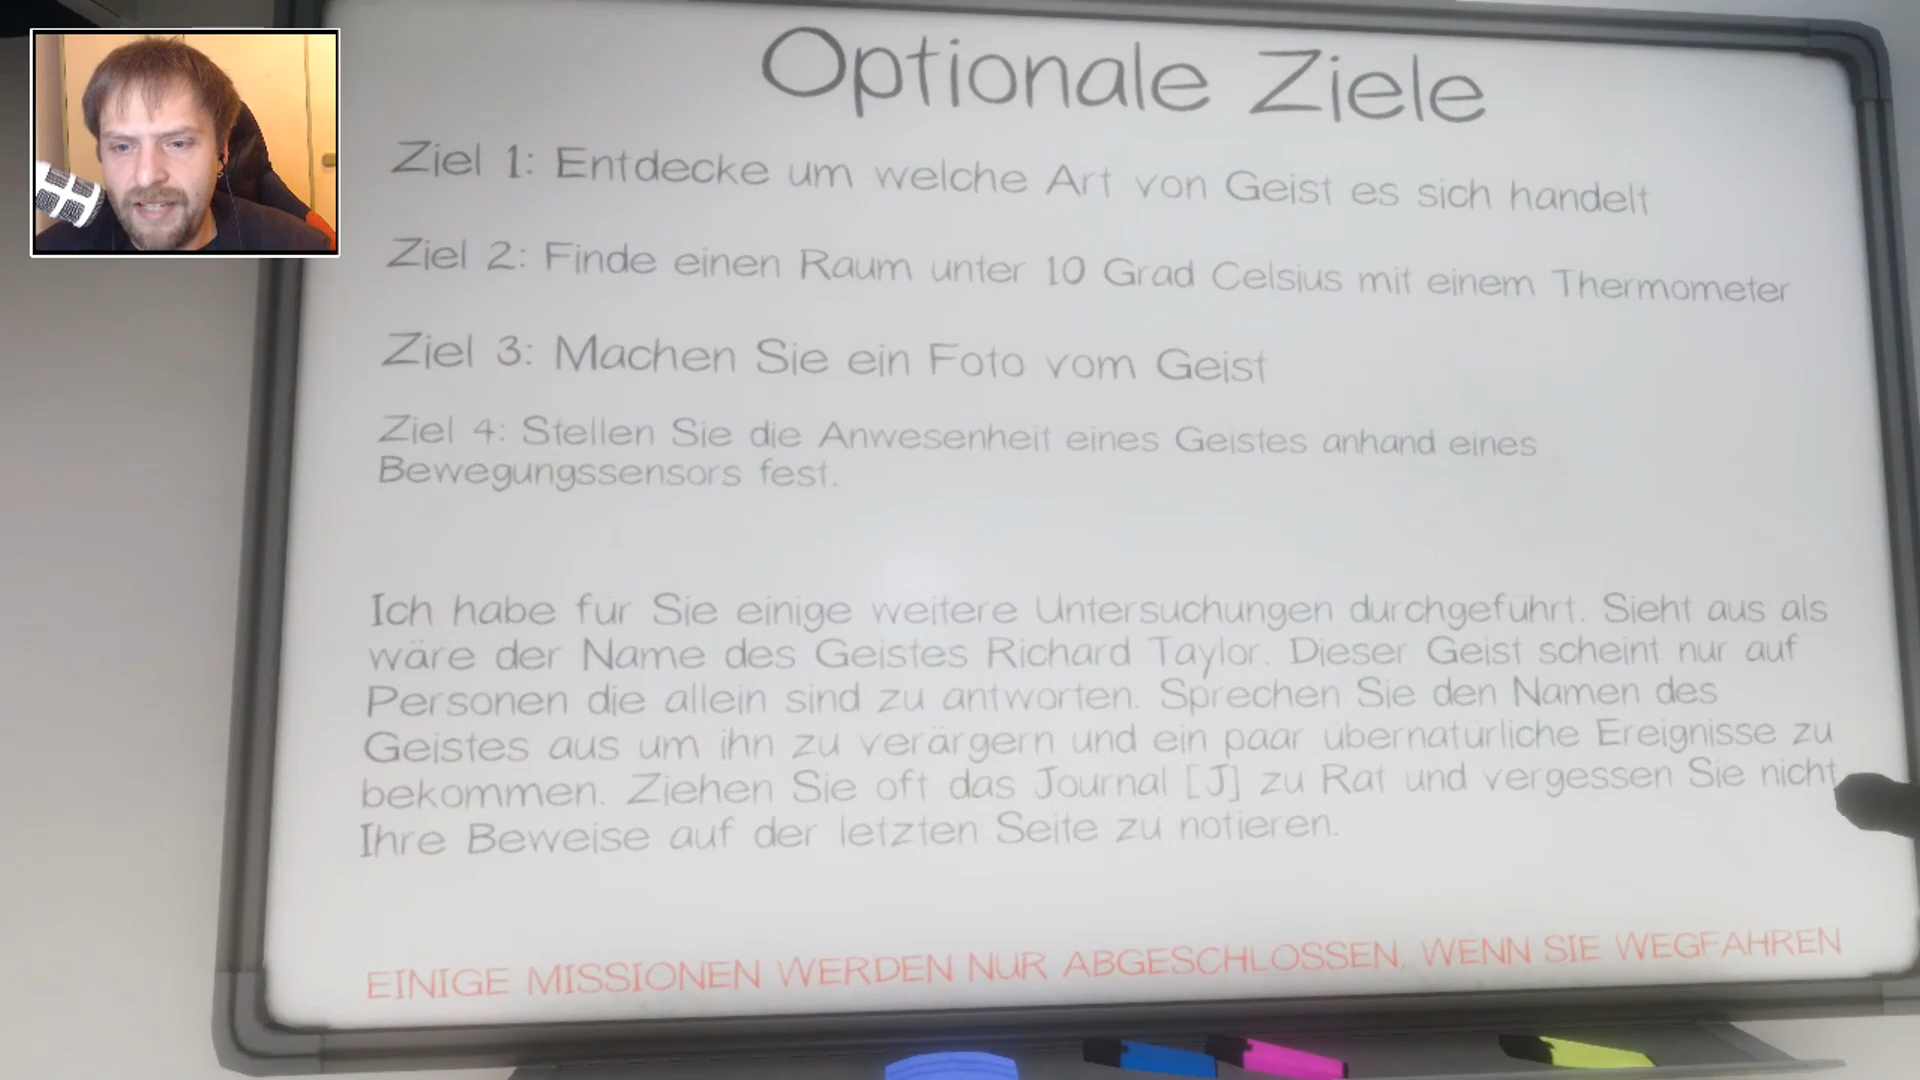 Optionale Ziele
Ziel 1: Entdecke um welche Art von Geist es sich handelt
Ziel 2: Finde einen Raum unter 10 Grad Celsius mit einem Thermometer
Ziel 3: Machen Sie ein Foto vom Geist
Ziel 4: Stellen Sie die Anwesenheit eines Geistes anhand eines
Bewegungssensors fest.
Ich habe für Sie einige weitere Untersuchungen durchgeführt. Sieht aus als
wäre der Name des Geistes Richard Taylor. Dieser Geist scheint nur auf
Personen die allein sind zu antworten. Sprechen Sie den Namen des
Geistes aus um ihn zu verärgern und ein paar übernatürliche Ereignisse zu
bekommen. Ziehen Sie oft das Journal [J] zu Rat und vergessen Sie nicht
Ihre Beweise auf der letzten Seite zu notieren.
EINIGE MISSIONEN WERDEN NUR ABGESCHLOSSEN, WENN SIE WEGFAHREN